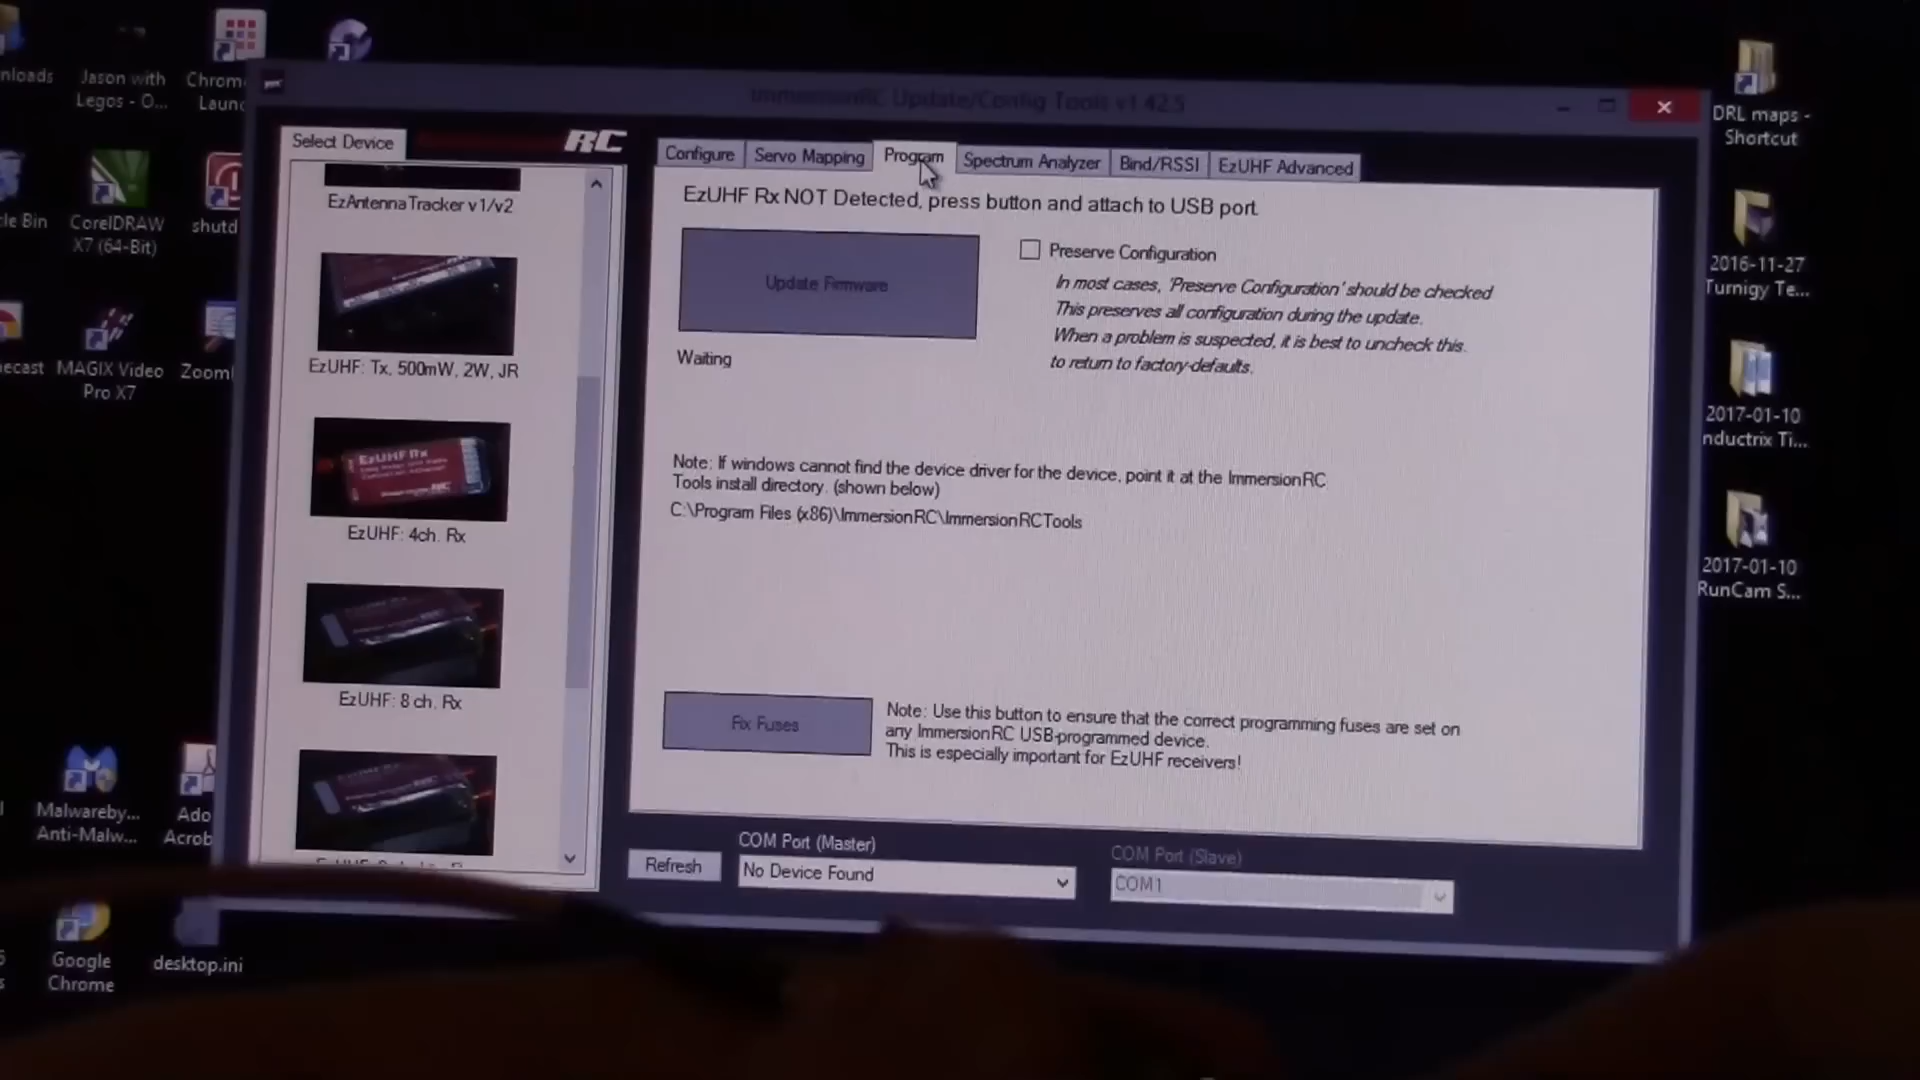 nloads
Jason with
Legos - O...
Chrom
Laun
le Bin
CorelDRAW
X7 (64-Bit)
shutd
ecast
MAGIX Video
Pro X7
Zoom
Malwareby...
Anti-Malw...
Ado
Acrob
Google
Chrome
desktop.ini
ImmersionRC Update/Config Tools v1.42.5
Select Device
RC
EzAntennaTracker v1/v2
EzUHF: Tx, 500mW, 2W, JR
EzUHF Rx
EzUHF: 4ch. Rx
EzUHF: 8 ch. Rx
Configure
Servo Mapping
Program
Spectrum Analyzer
Bind/RSSI
EzUHF Advanced
EzUHF Rx NOT Detected, press button and attach to USB port.
Update Firmware
Preserve Configuration
In most cases, 'Preserve Configuration' should be checked
This preserves all configuration during the update.
When a problem is suspected, it is best to uncheck this.
to return to factory-defaults.
Waiting
Note: If windows cannot find the device driver for the device, point it at the ImmersionRC
Tools install directory. (shown below)
C:\Program Files (x86)\ImmersionRC\ImmersionRCTools
Fix Fuses
Note: Use this button to ensure that the correct programming fuses are set on
any ImmersionRC USB-programmed device.
This is especially important for EzUHF receivers!
Refresh
COM Port (Master)
No Device Found
COM Port (Slave)
COM1
DRL maps -
Shortcut
2016-11-27
Turnigy Te...
2017-01-10
nductrix Ti...
2017-01-10
RunCam S...